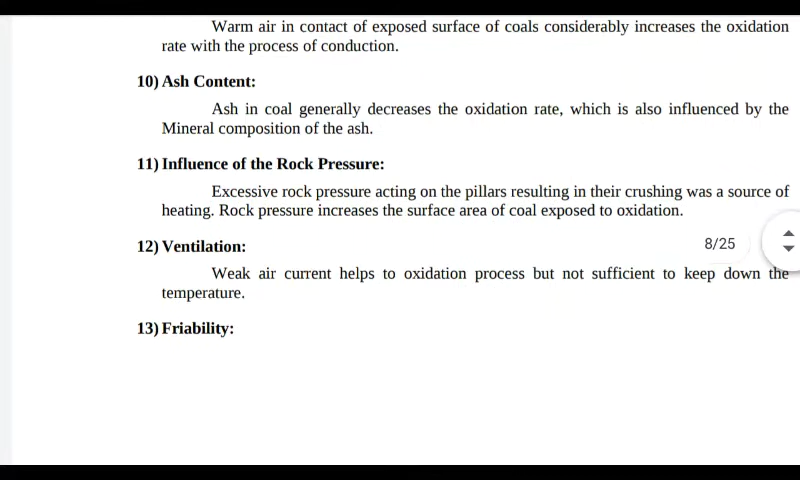 Warm air in contact of exposed surface of coals considerably increases the oxidation
rate with the process of conduction.
10) Ash Content:
Ash in coal generally decreases the oxidation rate, which is also influenced by the
Mineral composition of the ash.
11) Influence of the Rock Pressure:
Excessive rock pressure acting on the pillars resulting in their crushing was a source of
heating. Rock pressure increases the surface area of coal exposed to oxidation.
12) Ventilation:
8/25
Weak air current helps to oxidation process but not sufficient to keep down the
temperature.
13) Friability: